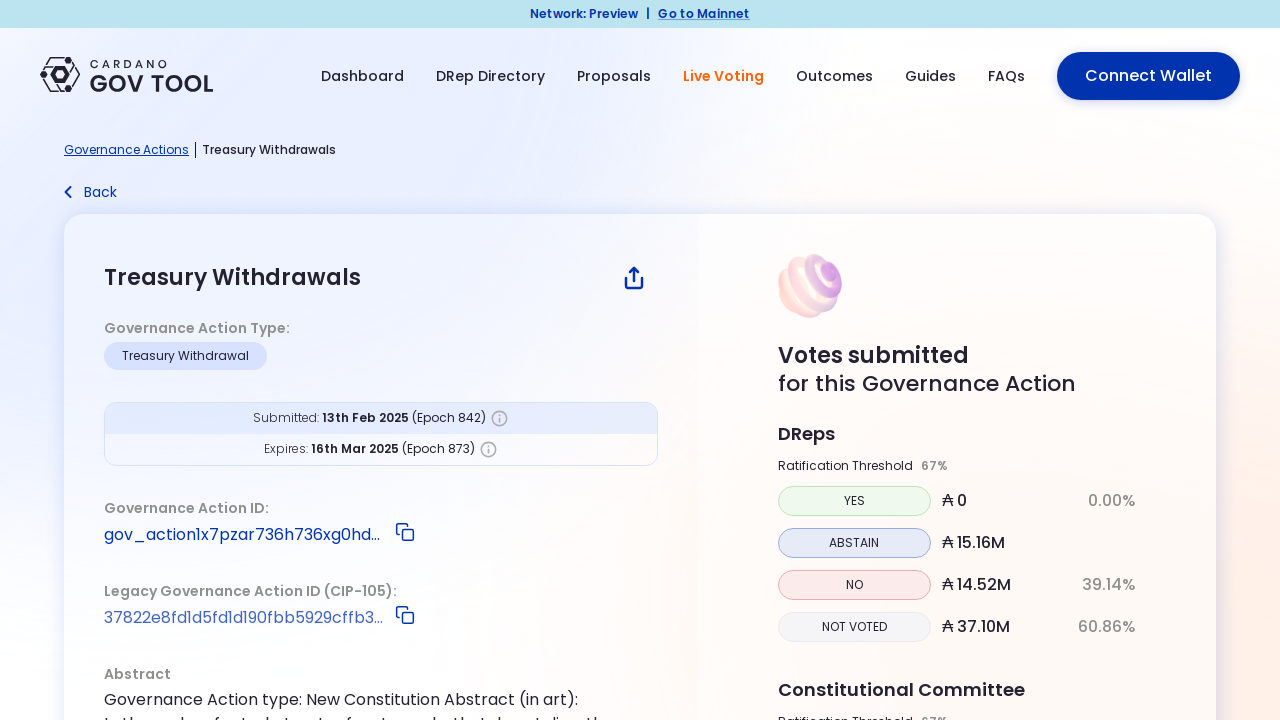 Network: Preview | Go to Mainnet
CARDANO
GOV TOOL
Dashboard
DRep Directory
Proposals
Live Voting
Outcomes
Guides
FAQs
Connect Wallet
Governance Actions | Treasury Withdrawals
Back
Treasury Withdrawals
Governance Action Type:
Treasury Withdrawal
Submitted: 13th Feb 2025 (Epoch 842)
Expires: 16th Mar 2025 (Epoch 873)
Governance Action ID:
gov_action1x7pzar736h736xg0hd...
Legacy Governance Action ID (CIP-105):
37822e8fd1d5fd1d190fbb5929cffb3...
Abstract
Governance Action type: New Constitution Abstract (in art):
Votes submitted
for this Governance Action
DReps
Ratification Threshold 67%
YES ₳ 0 0.00%
ABSTAIN ₳ 15.16M
NO ₳ 14.52M 39.14%
NOT VOTED ₳ 37.10M 60.86%
Constitutional Committee
Ratification Threshold 67%